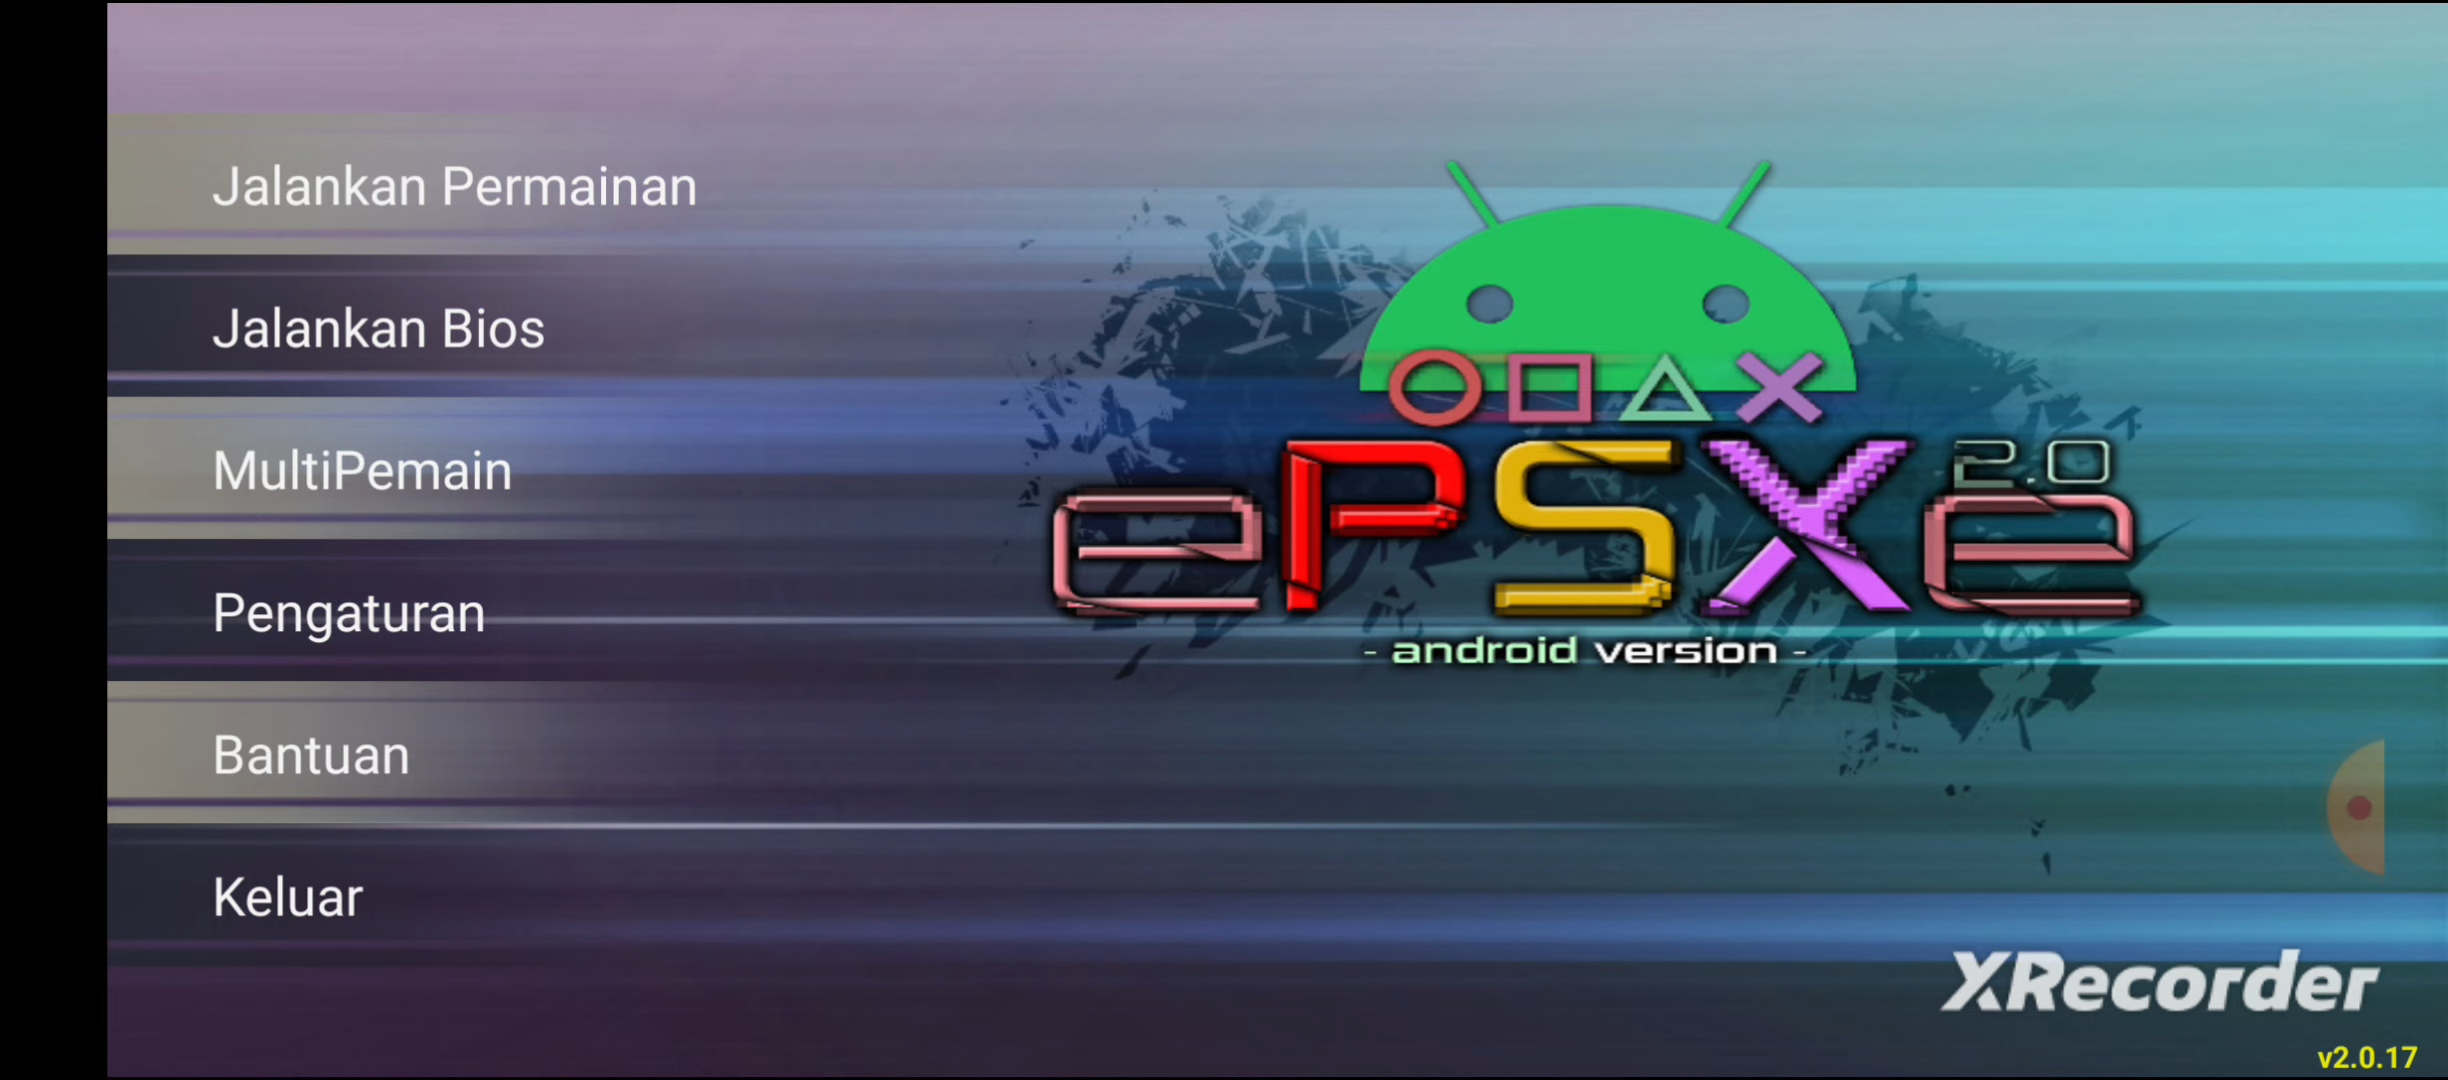 Jalankan Permainan
Jalankan Bios
MultiPemain
Pengaturan
Bantuan
Keluar
ePSXe 2.0
- android version -
XRecorder
v2.0.17